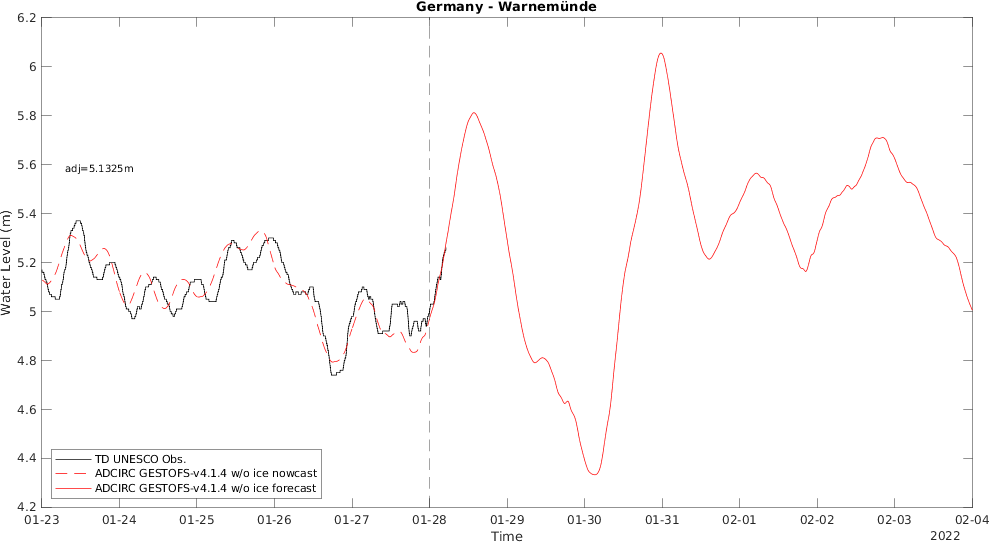 Germany - Warnemünde
6.2
6
5.8
5.6
5.4
5.2
5
4.8
4.6
4.4
4.2
Water Level (m)
adj=5.1325m
TD UNESCO Obs.
ADCIRC GESTOFS-v4.1.4 w/o ice nowcast
ADCIRC GESTOFS-v4.1.4 w/o ice forecast
01-23 01-24 01-25 01-26 01-27 01-28 01-29 01-30 01-31 02-01 02-02 02-03 02-04
Time
2022